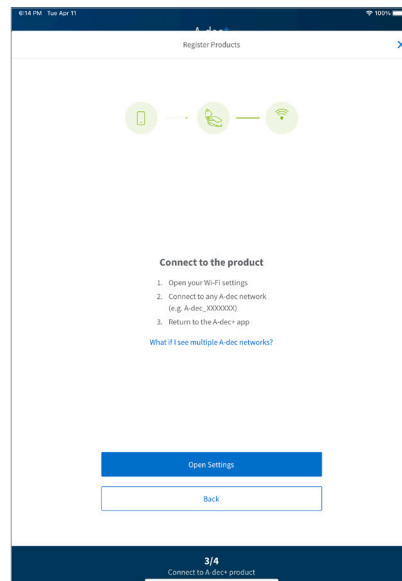 6:14 PM Tue Apr 11
100%
A-dec+
Register Products
Connect to the product
1. Open your Wi-Fi settings
2. Connect to any A-dec network
(e.g. A-dec_XXXXXXX)
3. Return to the A-dec+ app
What if I see multiple A-dec networks?
Open Settings
Back
3/4
Connect to A-dec+ product